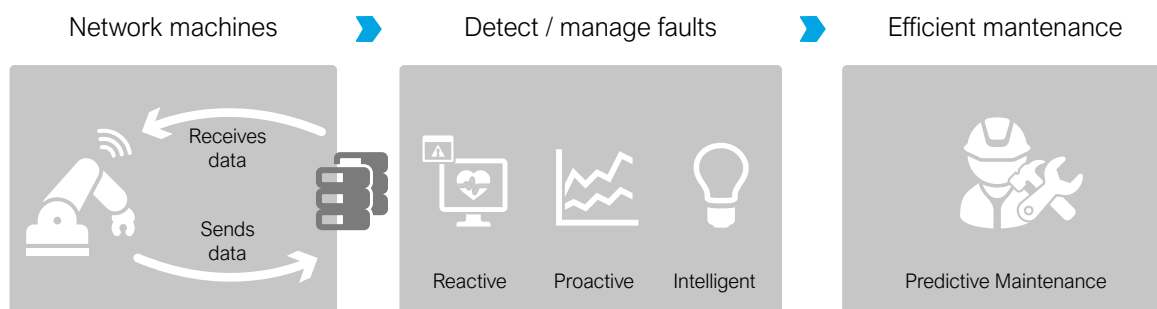 Network machines
Detect / manage faults
Efficient mantenance
Receives
data
Sends
data
Reactive
Proactive
Intelligent
Predictive Maintenance